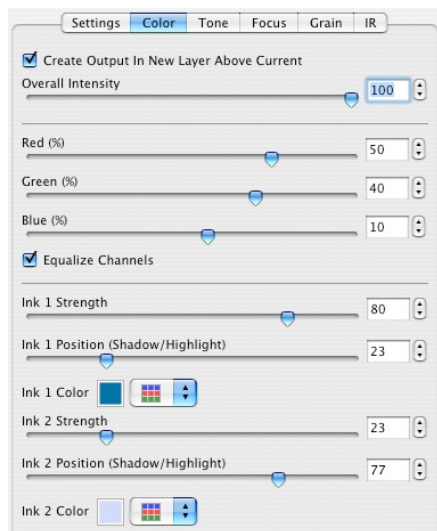 Settings Color Tone Focus Grain IR
Create Output In New Layer Above Current
Overall Intensity
100
Red (%)
50
Green (%)
40
Blue (%)
10
Equalize Channels
Ink 1 Strength
80
Ink 1 Position (Shadow/Highlight)
23
Ink 1 Color
Ink 2 Strength
23
Ink 2 Position (Shadow/Highlight)
77
Ink 2 Color